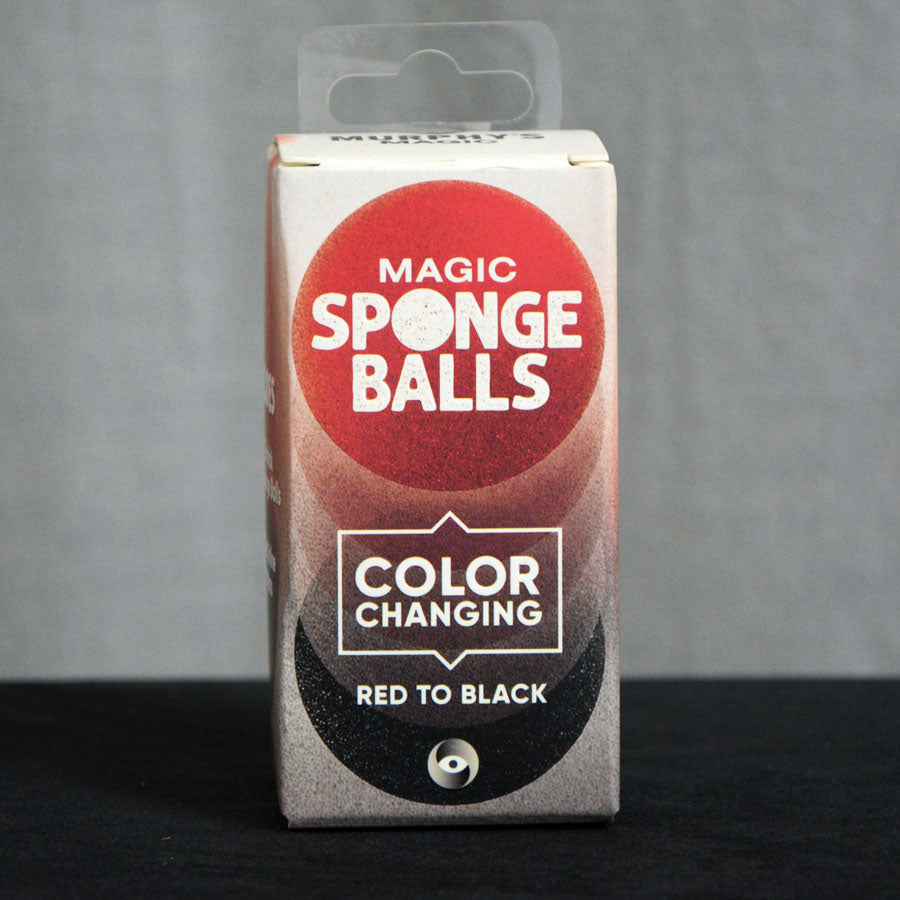 MURPHY'S
MAGIC
MAGIC
SPONGE
BALLS
COLOR
CHANGING
RED TO BLACK